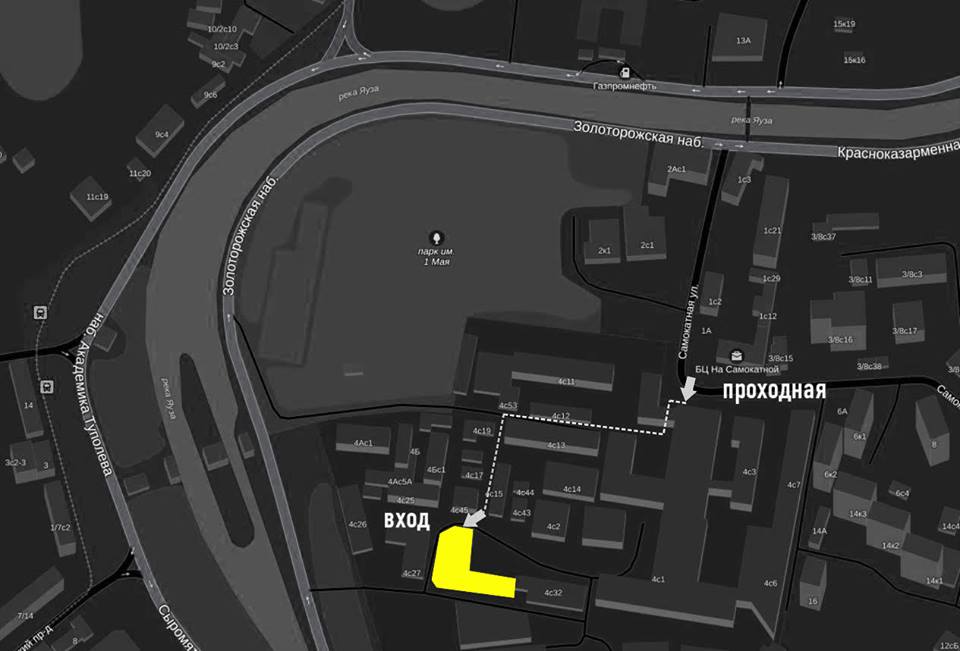 10/2с10
10/2с3
9с2
9с6
9с4
11с20
11с19
река Яуза
Газпромнефть
13А
15к19
15к16
река Яуза
Золоторожская наб.
Красноказарменна
2Ас1
1с3
1с21
3/8с37
2к1
2с1
парк им.
1 Мая
Золоторожская наб.
3/8с11
3/8с3
1с29
1с2
1с12
3/8с17
3/8с16
1А
Самокатная ул.
3/8с15
3/8с38
БЦ На Самокатной
наб. Академика Туполева
река Яуза
проходная
4с11
4с53
4с12
4с19
4с13
14
3с2-3
3
4Ас1
4Б
4Бс1
4с17
4Ас5А
4с25
4с15
4с44
4с14
4с3
4с7
6А
6к1
8
6к2
6с4
вход
4с45
4с43
4с2
4с26
1/7с2
14А
14к3
14с4
14к2
4с27
4с32
4с1
4с6
14к1
16
7/14
8
ий пр-д
Сыромя
12сБ